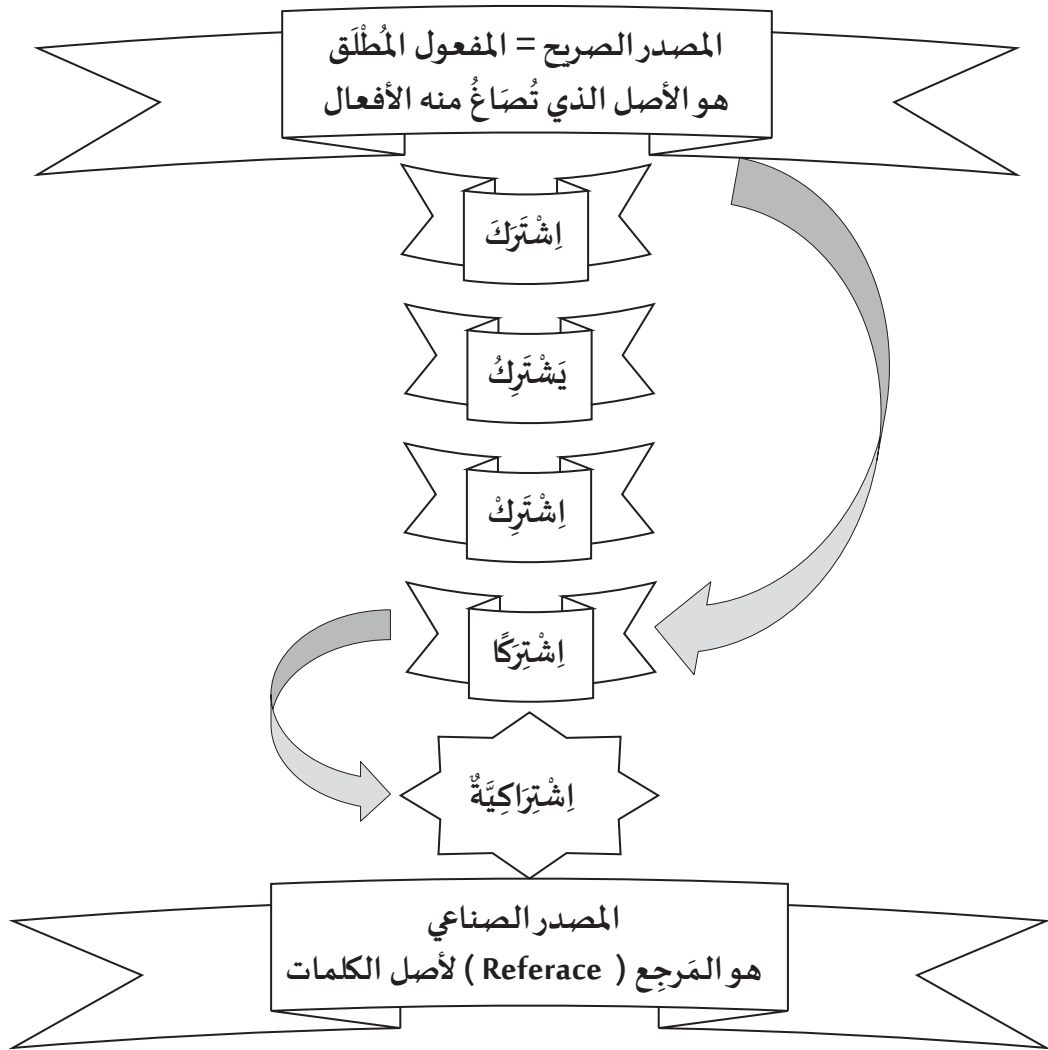 المصدر الصريح = المفعول المُطْلَق
هو الأصل الذي تُصَاغُ منه الأفعال
اِشْتَرَكَ
يَشْتَرِكُ
اِشْتَرِكْ
اِشْتِرَكًا
اِشْتِرَاكِيَّةٌ
المصدر الصناعي
هو المَرجِع ( Referace ) لأصل الكلمات